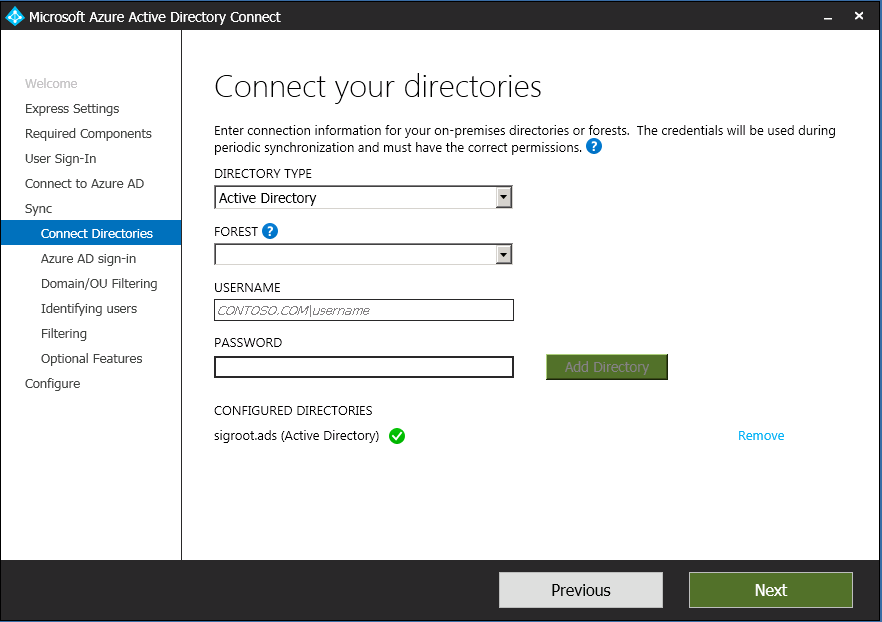 Microsoft Azure Active Directory Connect
Welcome
Express Settings
Required Components
User Sign-In
Connect to Azure AD
Sync
Connect Directories
Azure AD sign-in
Domain/OU Filtering
Identifying users
Filtering
Optional Features
Configure
Connect your directories
Enter connection information for your on-premises directories or forests. The credentials will be used during
periodic synchronization and must have the correct permissions. ?
DIRECTORY TYPE
Active Directory
FOREST ?
USERNAME
CONTOSO.COM\username
PASSWORD
Add Directory
CONFIGURED DIRECTORIES
sigroot.ads (Active Directory)
Remove
Previous
Next